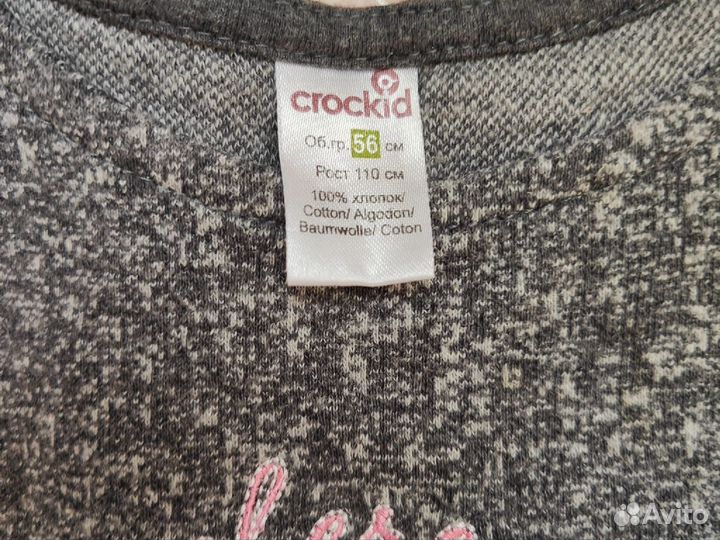 crockid
Об.гр. 56 см
Рост 110 см
100% хлопок/
Cotton/ Algodon/
Baumwolle/ Coton
Avito